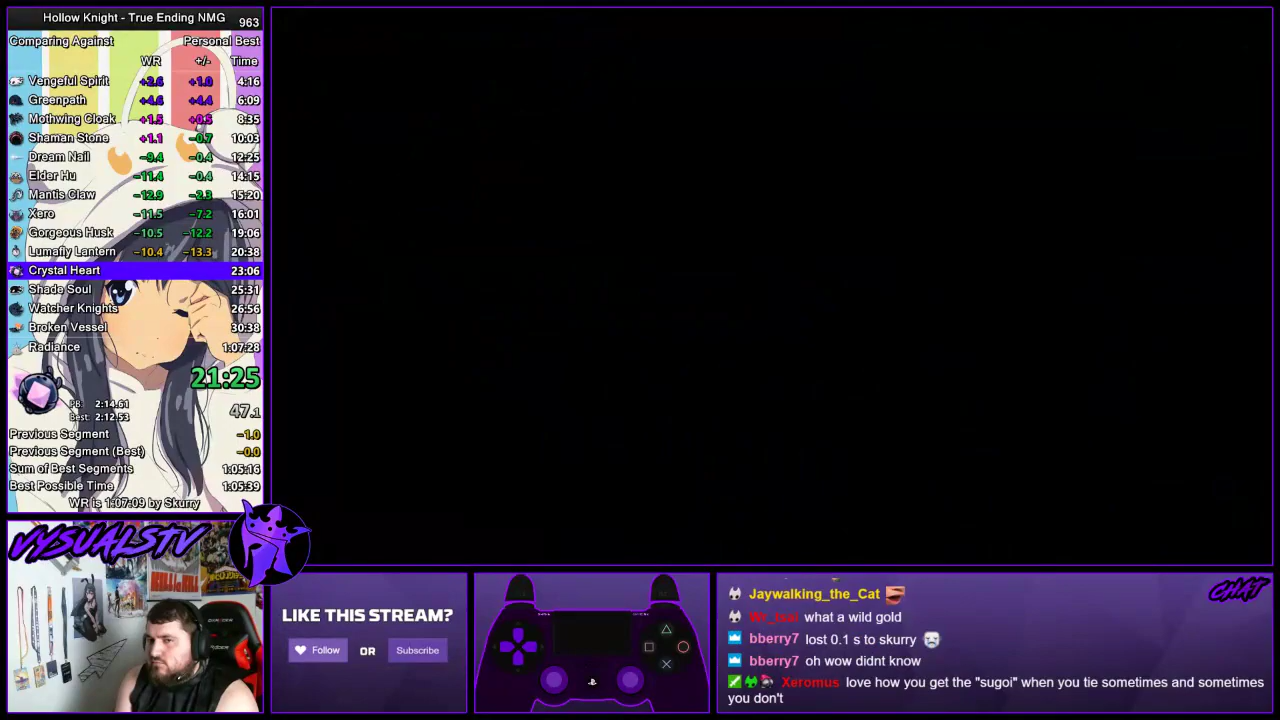 Hollow Knight - True Ending NMG 963
Comparing Against Personal Best
WR +/- Time
Vengeful Spirit +2.6 +1.0 4:16
Greenpath +4.6 +4.4 6:09
Mothwing Cloak +1.5 +0.5 8:35
Shaman Stone +1.1 -0.7 10:03
Dream Nail -9.4 -0.4 12:25
Elder Hu -11.4 -0.4 14:15
Mantis Claw -12.9 -2.3 15:20
Xero -11.5 -7.2 16:01
Gorgeous Husk -10.5 -12.2 19:06
Lumafly Lantern -10.4 -13.3 20:38
Crystal Heart 23:06
Shade Soul 25:31
Watcher Knights 26:56
Broken Vessel 30:38
Radiance 1:07:28
21:25
PB: 2:14.61
Best: 2:12.53
47.1
Previous Segment -1.0
Previous Segment (Best) -0.0
Sum of Best Segments 1:05:16
Best Possible Time 1:05:39
WR is 1:07:09 by Skurry
VYSUALSTV
LIKE THIS STREAM?
Follow OR Subscribe
CHAT
Jaywalking_the_Cat
what a wild gold
bberry7 lost 0.1 s to skurry
bberry7 oh wow didnt know
Xeromus love how you get the "sugoi" when you tie sometimes and sometimes
you don't